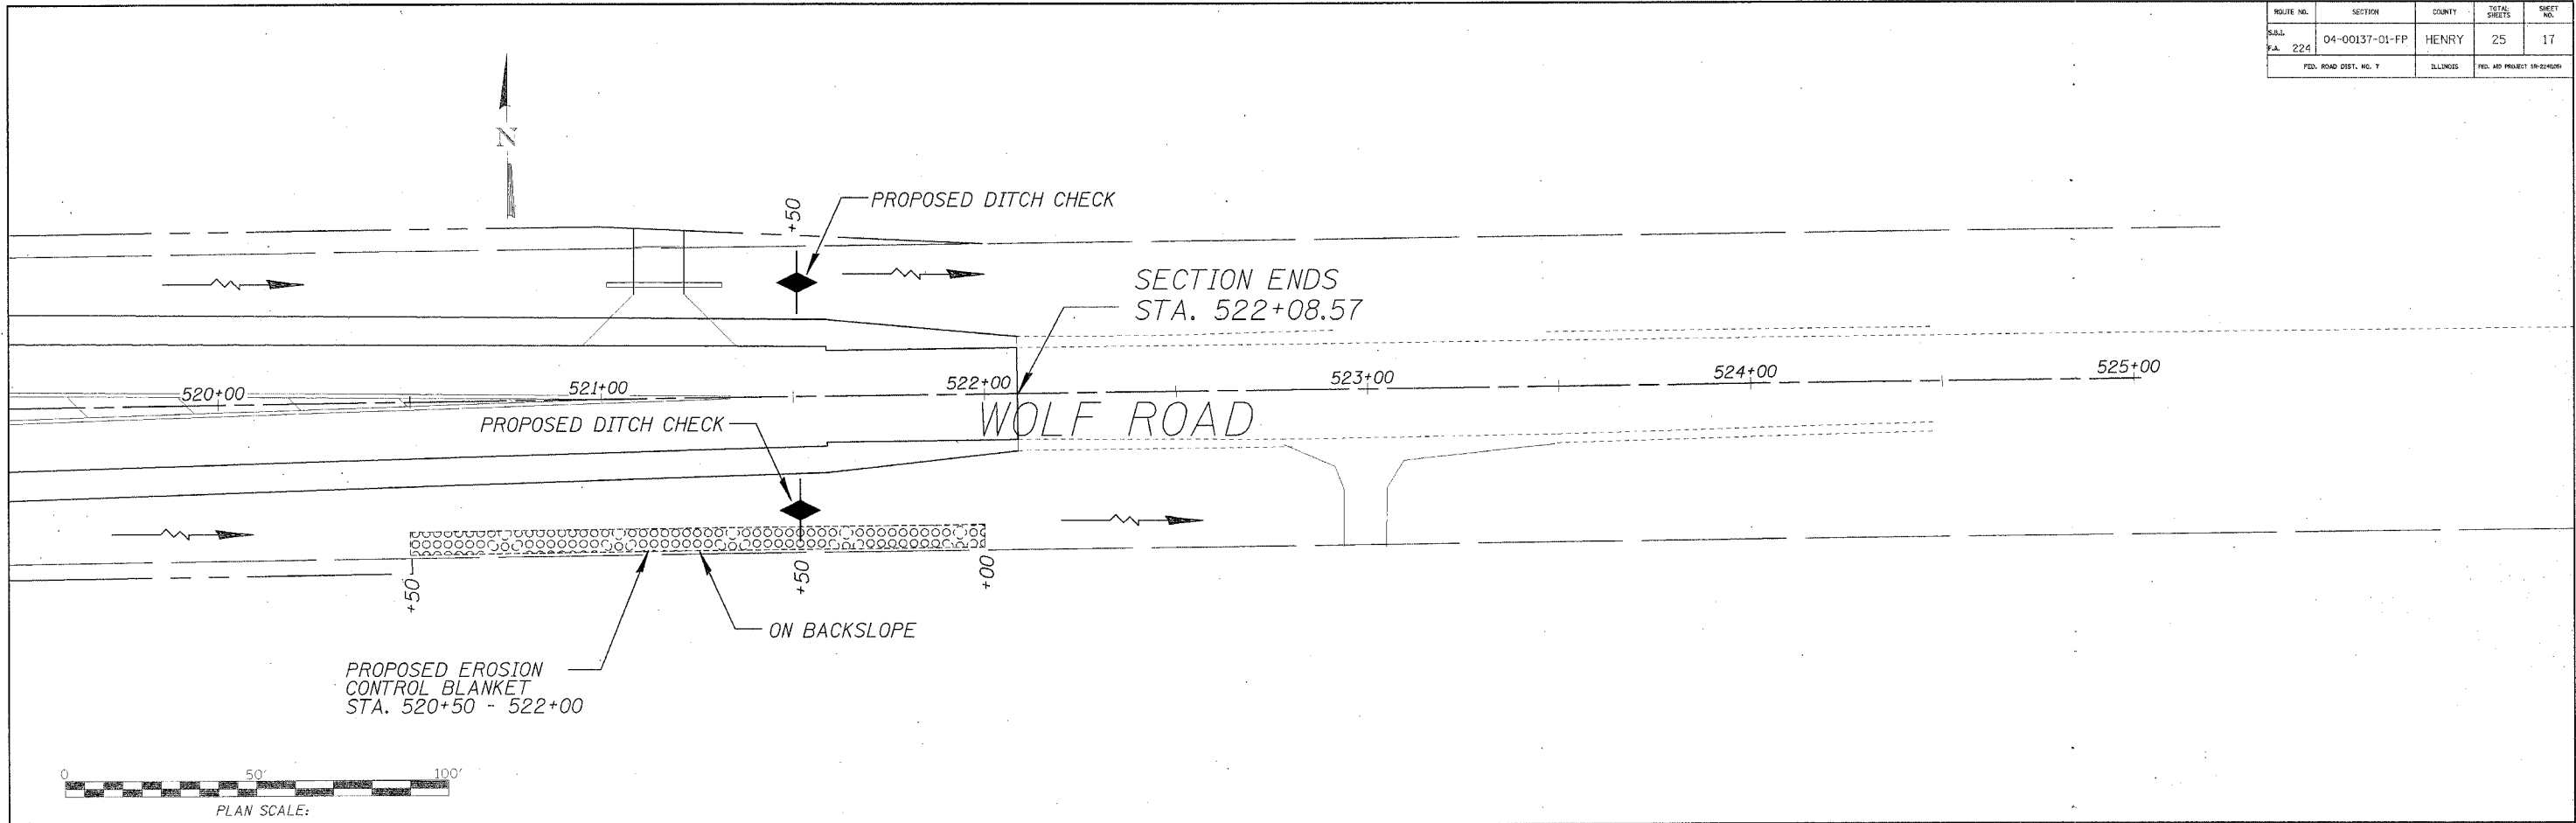 ROUTE NO.
SECTION
COUNTY
TOTAL SHEETS
SHEET NO.
S.B.I.
F.A. 224
04-00137-01-FP
HENRY
25
17
FED. ROAD DIST. NO. 7
ILLINOIS
FED. AID PROJECT
N
+50
PROPOSED DITCH CHECK
SECTION ENDS
STA. 522+08.57
520+00
521+00
522+00
523+00
524+00
525+00
WOLF ROAD
PROPOSED DITCH CHECK
+50
+50
+00
ON BACKSLOPE
PROPOSED EROSION
CONTROL BLANKET
STA. 520+50 - 522+00
0
50'
100'
PLAN SCALE: